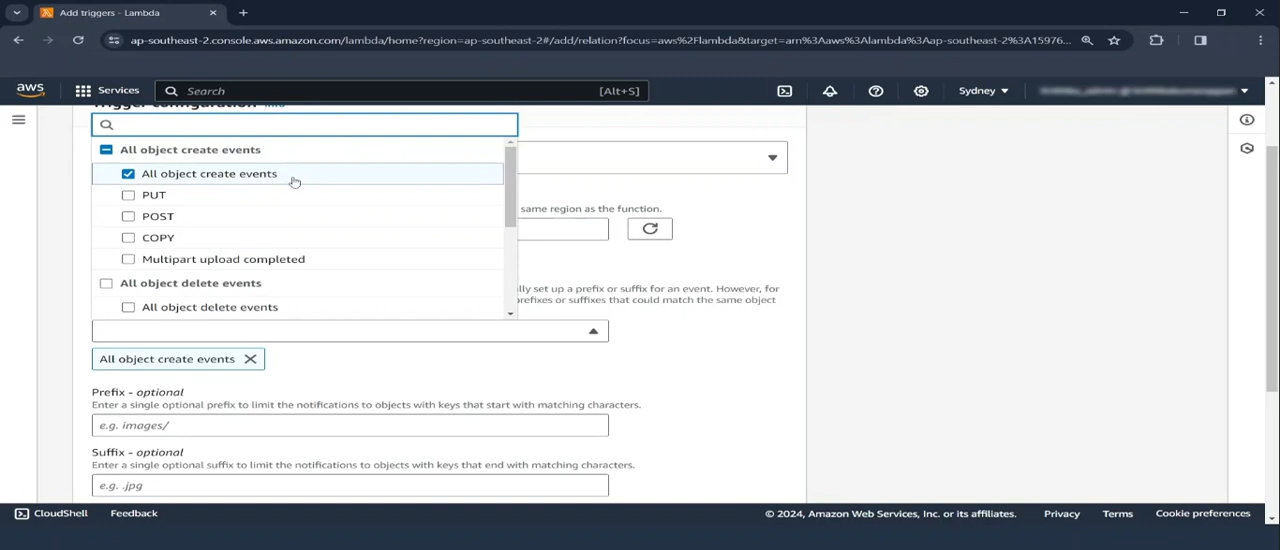 Add triggers - Lambda
ap-southeast-2.console.aws.amazon.com/lambda/home?region=ap-southeast-2#/add/relation?focus=aws%2Flambda&target=arn%3Aaws%3Alambda%3Aap-southeast-2%3A15976...
aws Services Search [Alt+S] Sydney
Trigger configuration Info
All object create events
All object create events
PUT
same region as the function.
POST
COPY
Multipart upload completed
All object delete events
lly set up a prefix or suffix for an event. However, for
prefixes or suffixes that could match the same object
All object delete events
All object create events
Prefix - optional
Enter a single optional prefix to limit the notifications to objects with keys that start with matching characters.
e.g. images/
Suffix - optional
Enter a single optional suffix to limit the notifications to objects with keys that end with matching characters.
e.g. .jpg
CloudShell Feedback © 2024, Amazon Web Services, Inc. or its affiliates. Privacy Terms Cookie preferences